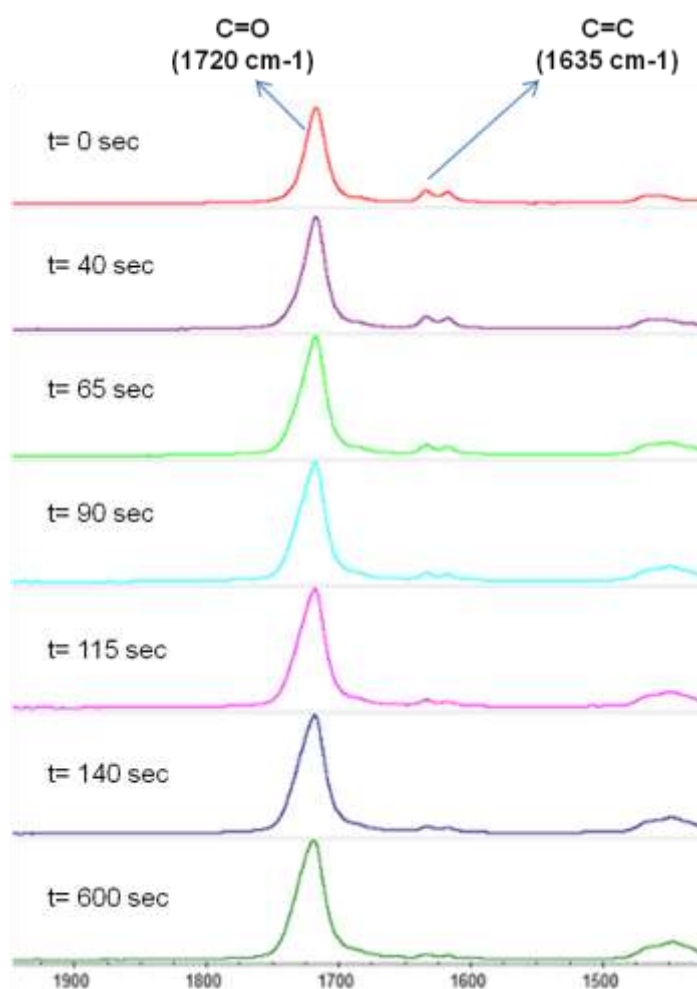 C=O
(1720 cm-1)
C=C
(1635 cm-1)
t= 0 sec
t= 40 sec
t= 65 sec
t= 90 sec
t= 115 sec
t= 140 sec
t= 600 sec
1900 1800 1700 1600 1500